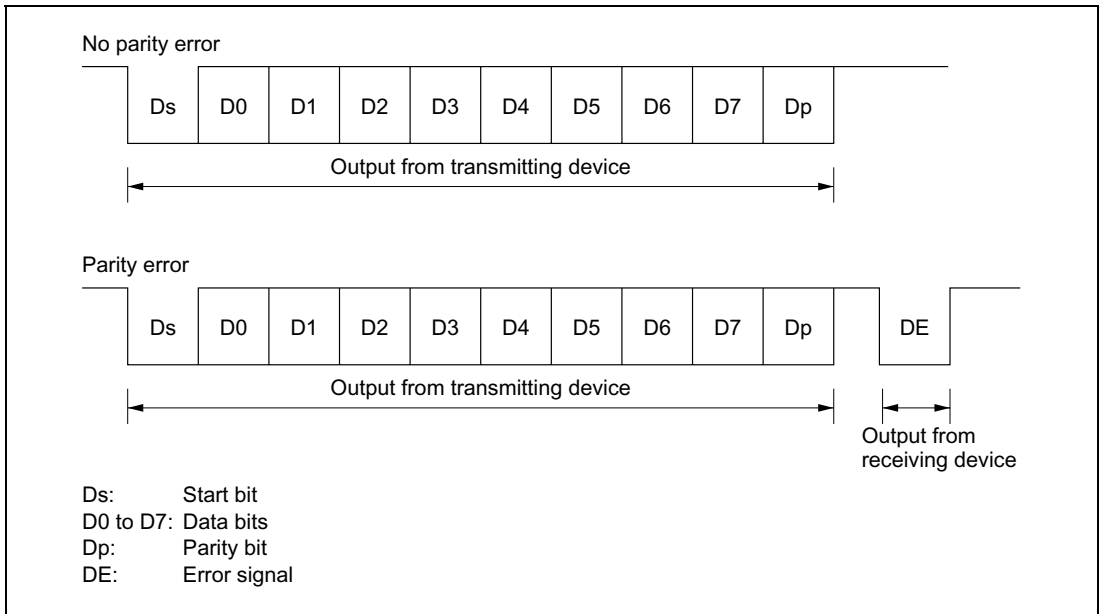 No parity error
Ds D0 D1 D2 D3 D4 D5 D6 D7 Dp
Output from transmitting device
Parity error
Ds D0 D1 D2 D3 D4 D5 D6 D7 Dp DE
Output from transmitting device
Output from
receiving device
Ds: Start bit
D0 to D7: Data bits
Dp: Parity bit
DE: Error signal